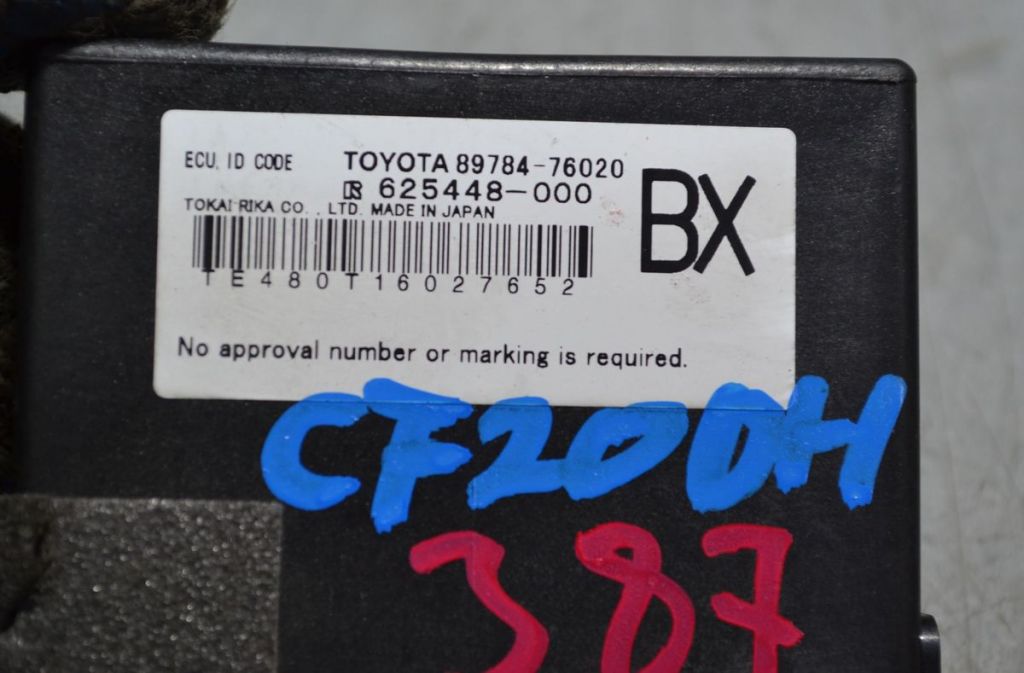 ECU. ID CODE TOYOTA 89784-76020
625448-000
BX
TOKAI RIKA CO., LTD. MADE IN JAPAN
TE480T16027652
No approval number or marking is required.
CF200H
387